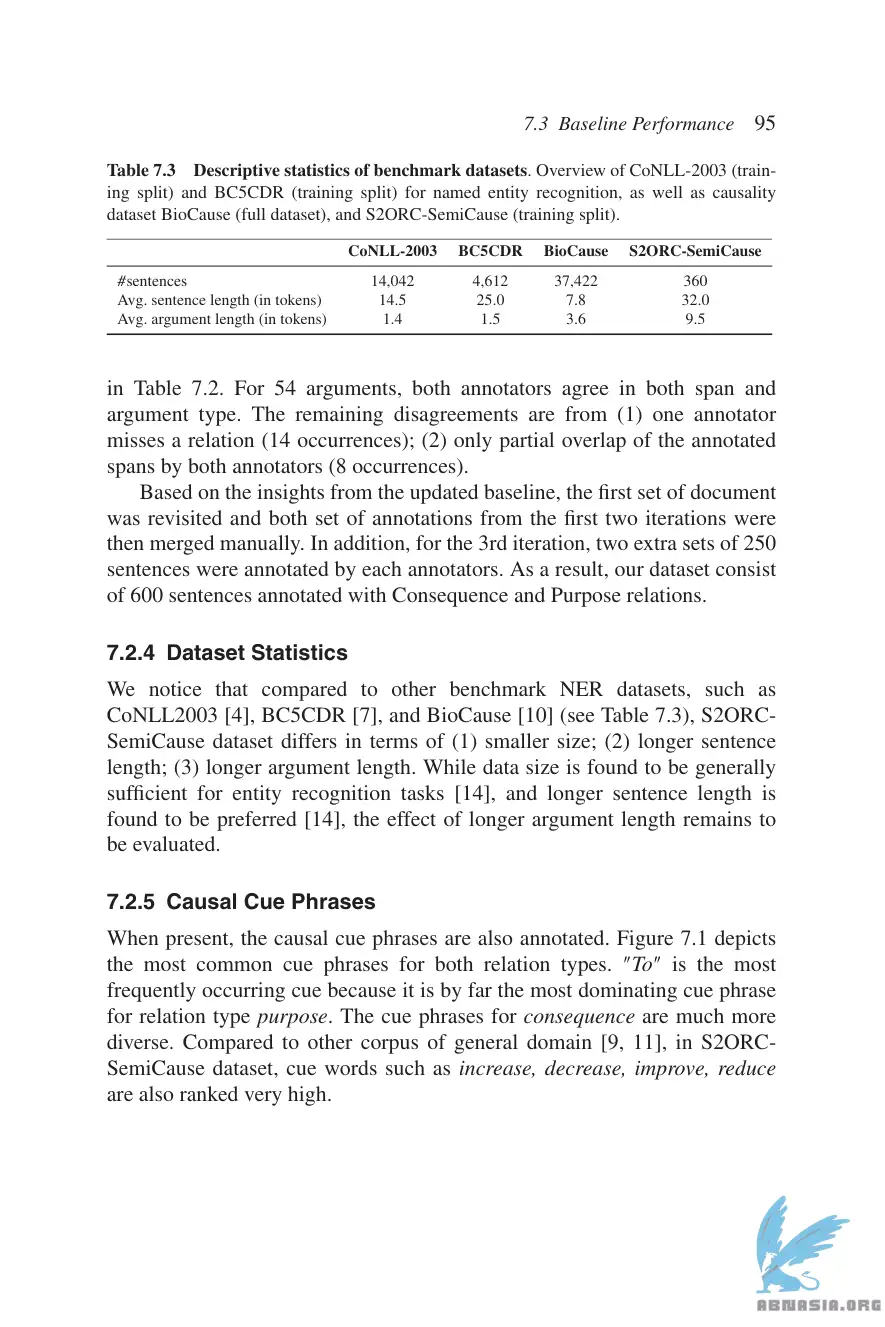 7.3 Baseline Performance 95
Table 7.3 Descriptive statistics of benchmark datasets. Overview of CoNLL-2003 (train-
ing split) and BC5CDR (training split) for named entity recognition, as well as causality
dataset BioCause (full dataset), and S2ORC-SemiCause (training split).
CoNLL-2003 BC5CDR BioCause S2ORC-SemiCause
#sentences 14,042 4,612 37,422 360
Avg. sentence length (in tokens) 14.5 25.0 7.8 32.0
Avg. argument length (in tokens) 1.4 1.5 3.6 9.5
in Table 7.2. For 54 arguments, both annotators agree in both span and
argument type. The remaining disagreements are from (1) one annotator
misses a relation (14 occurrences); (2) only partial overlap of the annotated
spans by both annotators (8 occurrences).
Based on the insights from the updated baseline, the first set of document
was revisited and both set of annotations from the first two iterations were
then merged manually. In addition, for the 3rd iteration, two extra sets of 250
sentences were annotated by each annotators. As a result, our dataset consist
of 600 sentences annotated with Consequence and Purpose relations.
7.2.4 Dataset Statistics
We notice that compared to other benchmark NER datasets, such as
CoNLL2003 [4], BC5CDR [7], and BioCause [10] (see Table 7.3), S2ORC-
SemiCause dataset differs in terms of (1) smaller size; (2) longer sentence
length; (3) longer argument length. While data size is found to be generally
sufficient for entity recognition tasks [14], and longer sentence length is
found to be preferred [14], the effect of longer argument length remains to
be evaluated.
7.2.5 Causal Cue Phrases
When present, the causal cue phrases are also annotated. Figure 7.1 depicts
the most common cue phrases for both relation types. "To" is the most
frequently occurring cue because it is by far the most dominating cue phrase
for relation type purpose. The cue phrases for consequence are much more
diverse. Compared to other corpus of general domain [9, 11], in S2ORC-
SemiCause dataset, cue words such as increase, decrease, improve, reduce
are also ranked very high.
ABNASIA.ORG